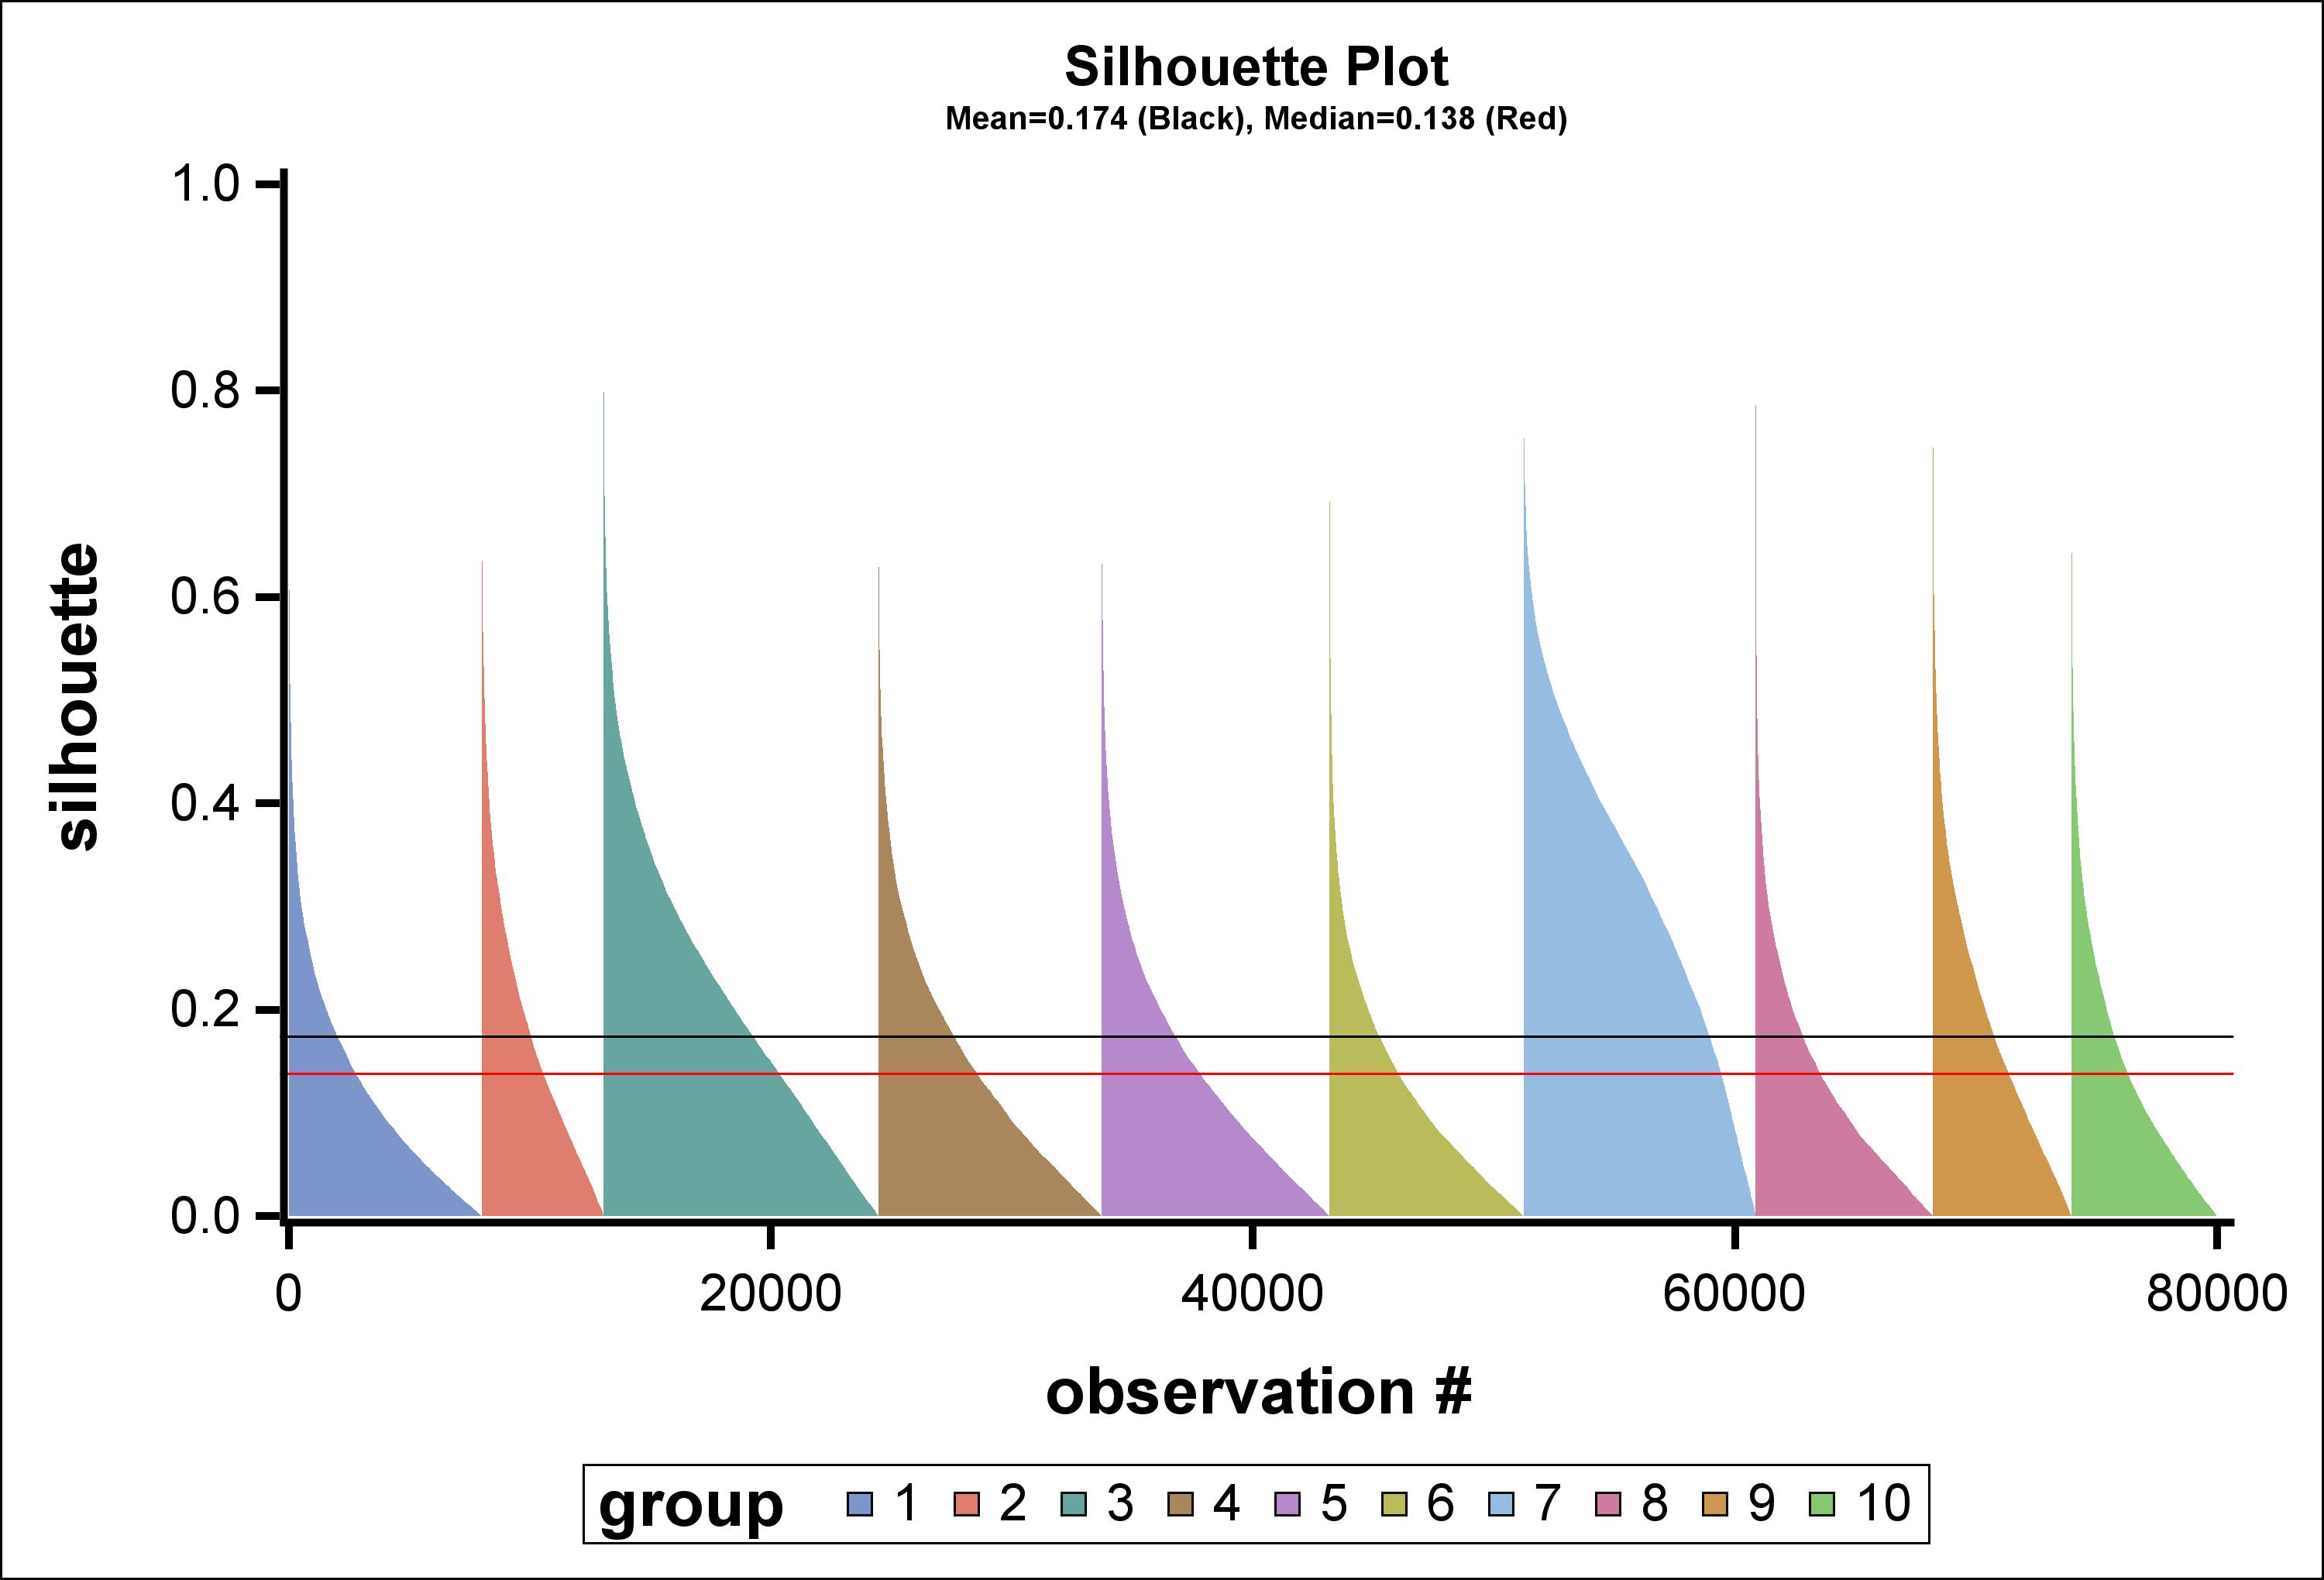 Silhouette Plot
Mean=0.174 (Black), Median=0.138 (Red)
1.0
0.8
0.6
0.4
0.2
0.0
silhouette
0 20000 40000 60000 80000
observation #
group 1 2 3 4 5 6 7 8 9 10